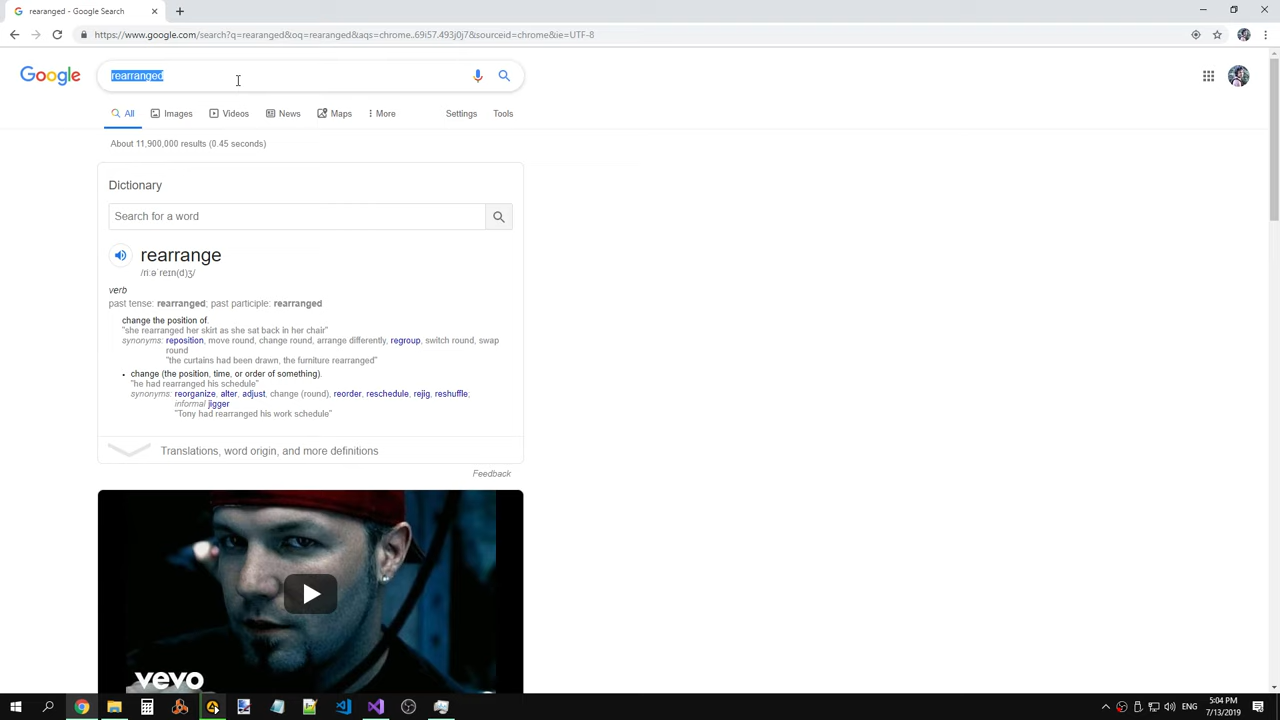 rearranged - Google Search
https://www.google.com/search?q=rearanged&oq=rearanged&aqs=chrome..69i57.493j0j7&sourceid=chrome&ie=UTF-8
Google
rearranged
All Images Videos News Maps More Settings Tools
About 11,900,000 results (0.45 seconds)
Dictionary
Search for a word
rearrange
/riːəˈreɪn(d)ʒ/
verb
past tense: rearranged; past participle: rearranged
change the position of.
"she rearranged her skirt as she sat back in her chair"
synonyms: reposition, move round, change round, arrange differently, regroup, switch round, swap
round
"the curtains had been drawn, the furniture rearranged"
• change (the position, time, or order of something).
"he had rearranged his schedule"
synonyms: reorganize, alter, adjust, change (round), reorder, reschedule, rejig, reshuffle;
informal jigger
"Tony had rearranged his work schedule"
Translations, word origin, and more definitions
Feedback
vevo
ENG
5:04 PM
7/13/2019